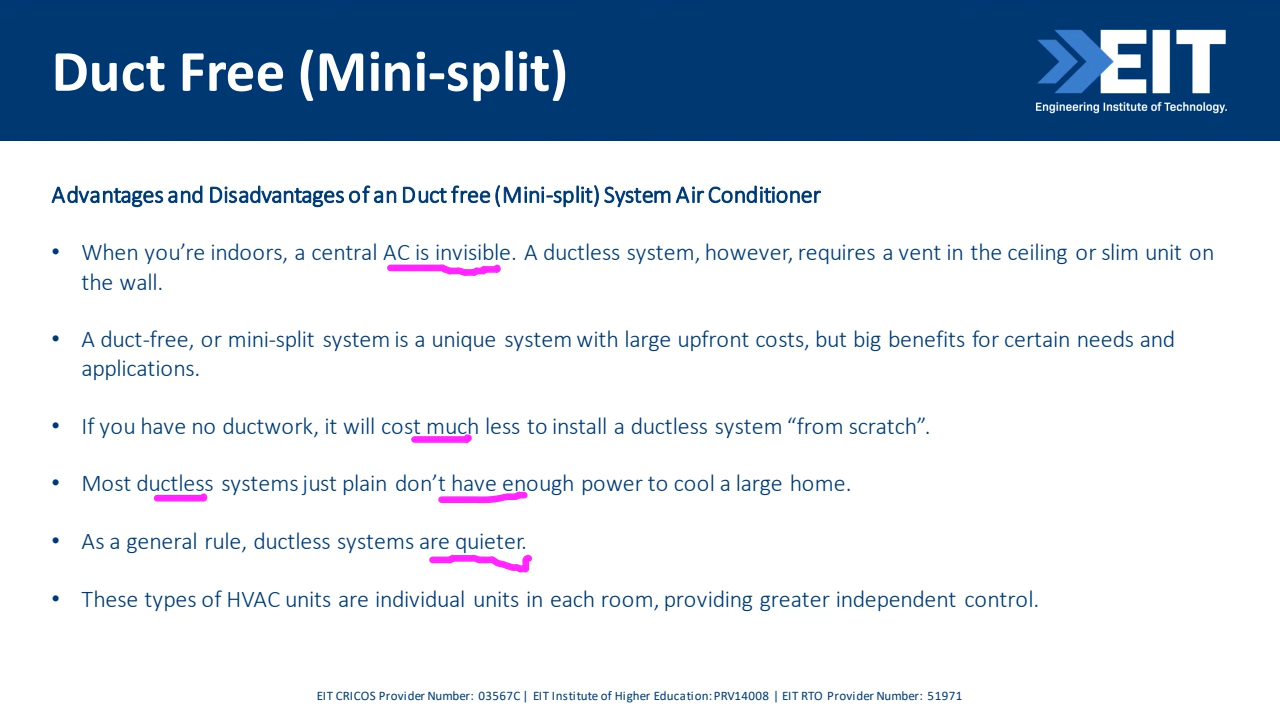 Duct Free (Mini-split)
EIT
Engineering Institute of Technology.
Advantages and Disadvantages of an Duct free (Mini-split) System Air Conditioner
• When you’re indoors, a central AC is invisible. A ductless system, however, requires a vent in the ceiling or slim unit on
the wall.
• A duct-free, or mini-split system is a unique system with large upfront costs, but big benefits for certain needs and
applications.
• If you have no ductwork, it will cost much less to install a ductless system “from scratch”.
• Most ductless systems just plain don’t have enough power to cool a large home.
• As a general rule, ductless systems are quieter.
• These types of HVAC units are individual units in each room, providing greater independent control.
EIT CRICOS Provider Number: 03567C | EIT Institute of Higher Education: PRV14008 | EIT RTO Provider Number: 51971